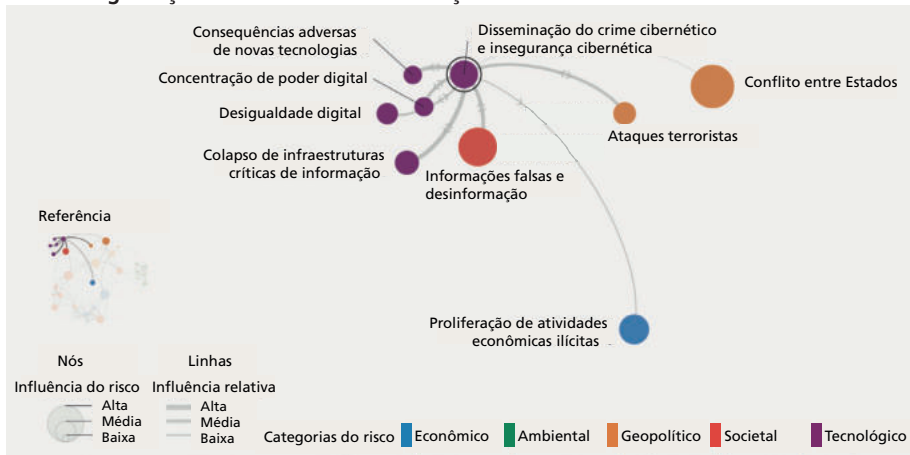 Consequências adversas
de novas tecnologias
Disseminação do crime cibernético
e insegurança cibernética
Concentração de poder digital
Conflito entre Estados
Desigualdade digital
Ataques terroristas
Colapso de infraestruturas
críticas de informação
Informações falsas e
desinformação
Referência
Proliferação de atividades
econômicas ilícitas
Nós
Linhas
Influência do risco
Influência relativa
Alta
Média
Baixa
Alta
Média
Baixa
Categorias do risco
Econômico
Ambiental
Geopolítico
Societal
Tecnológico